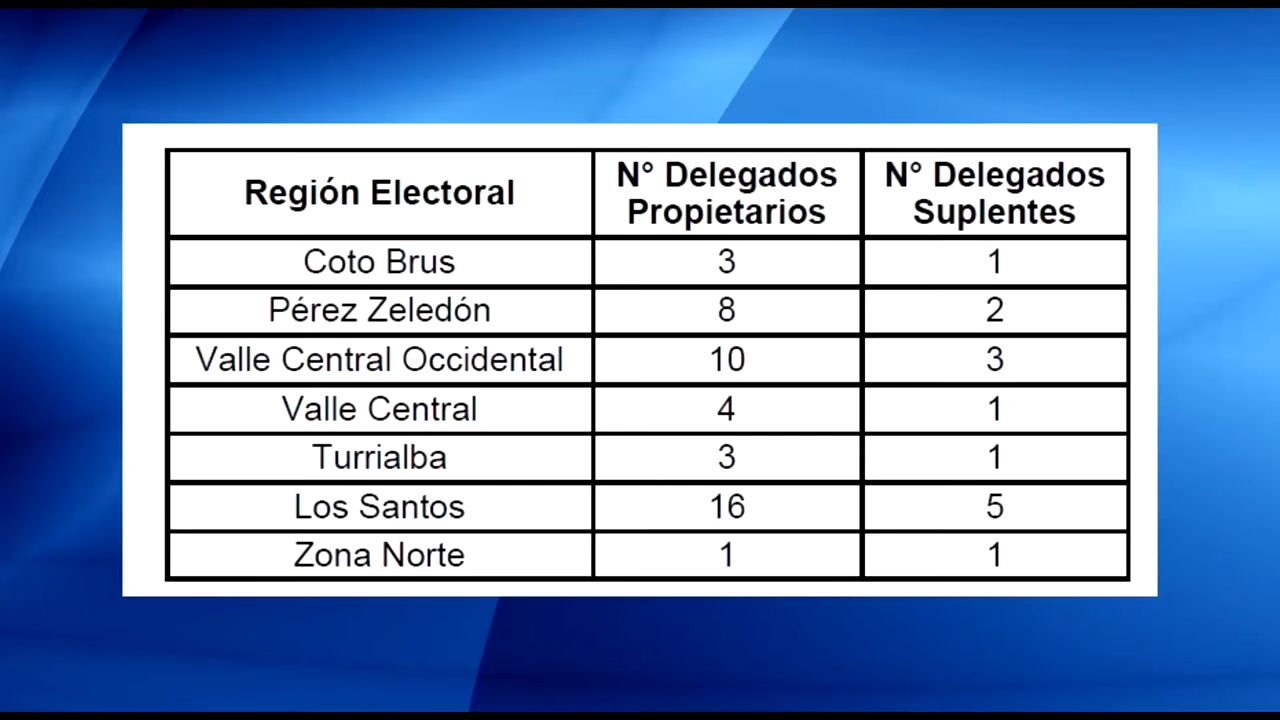 Región Electoral N° Delegados Propietarios N° Delegados Suplentes
Coto Brus 3 1
Pérez Zeledón 8 2
Valle Central Occidental 10 3
Valle Central 4 1
Turrialba 3 1
Los Santos 16 5
Zona Norte 1 1